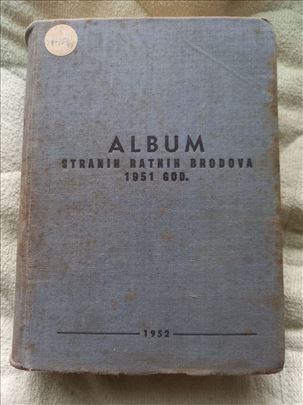 ALBUM
STRANIH RATNIH BRODOVA
1951 GOD.
1952